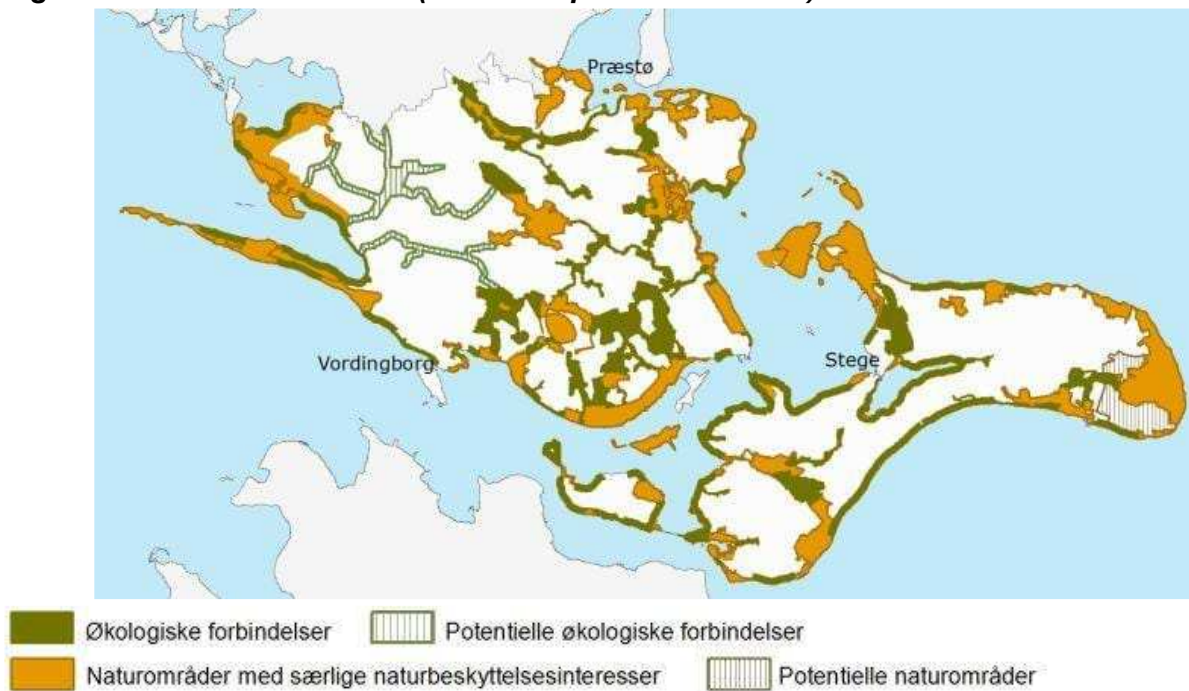 Præstø
Vordingborg
Stege
Økologiske forbindelser
Potentielle økologiske forbindelser
Naturområder med særlige naturbeskyttelsesinteresser
Potentielle naturområder